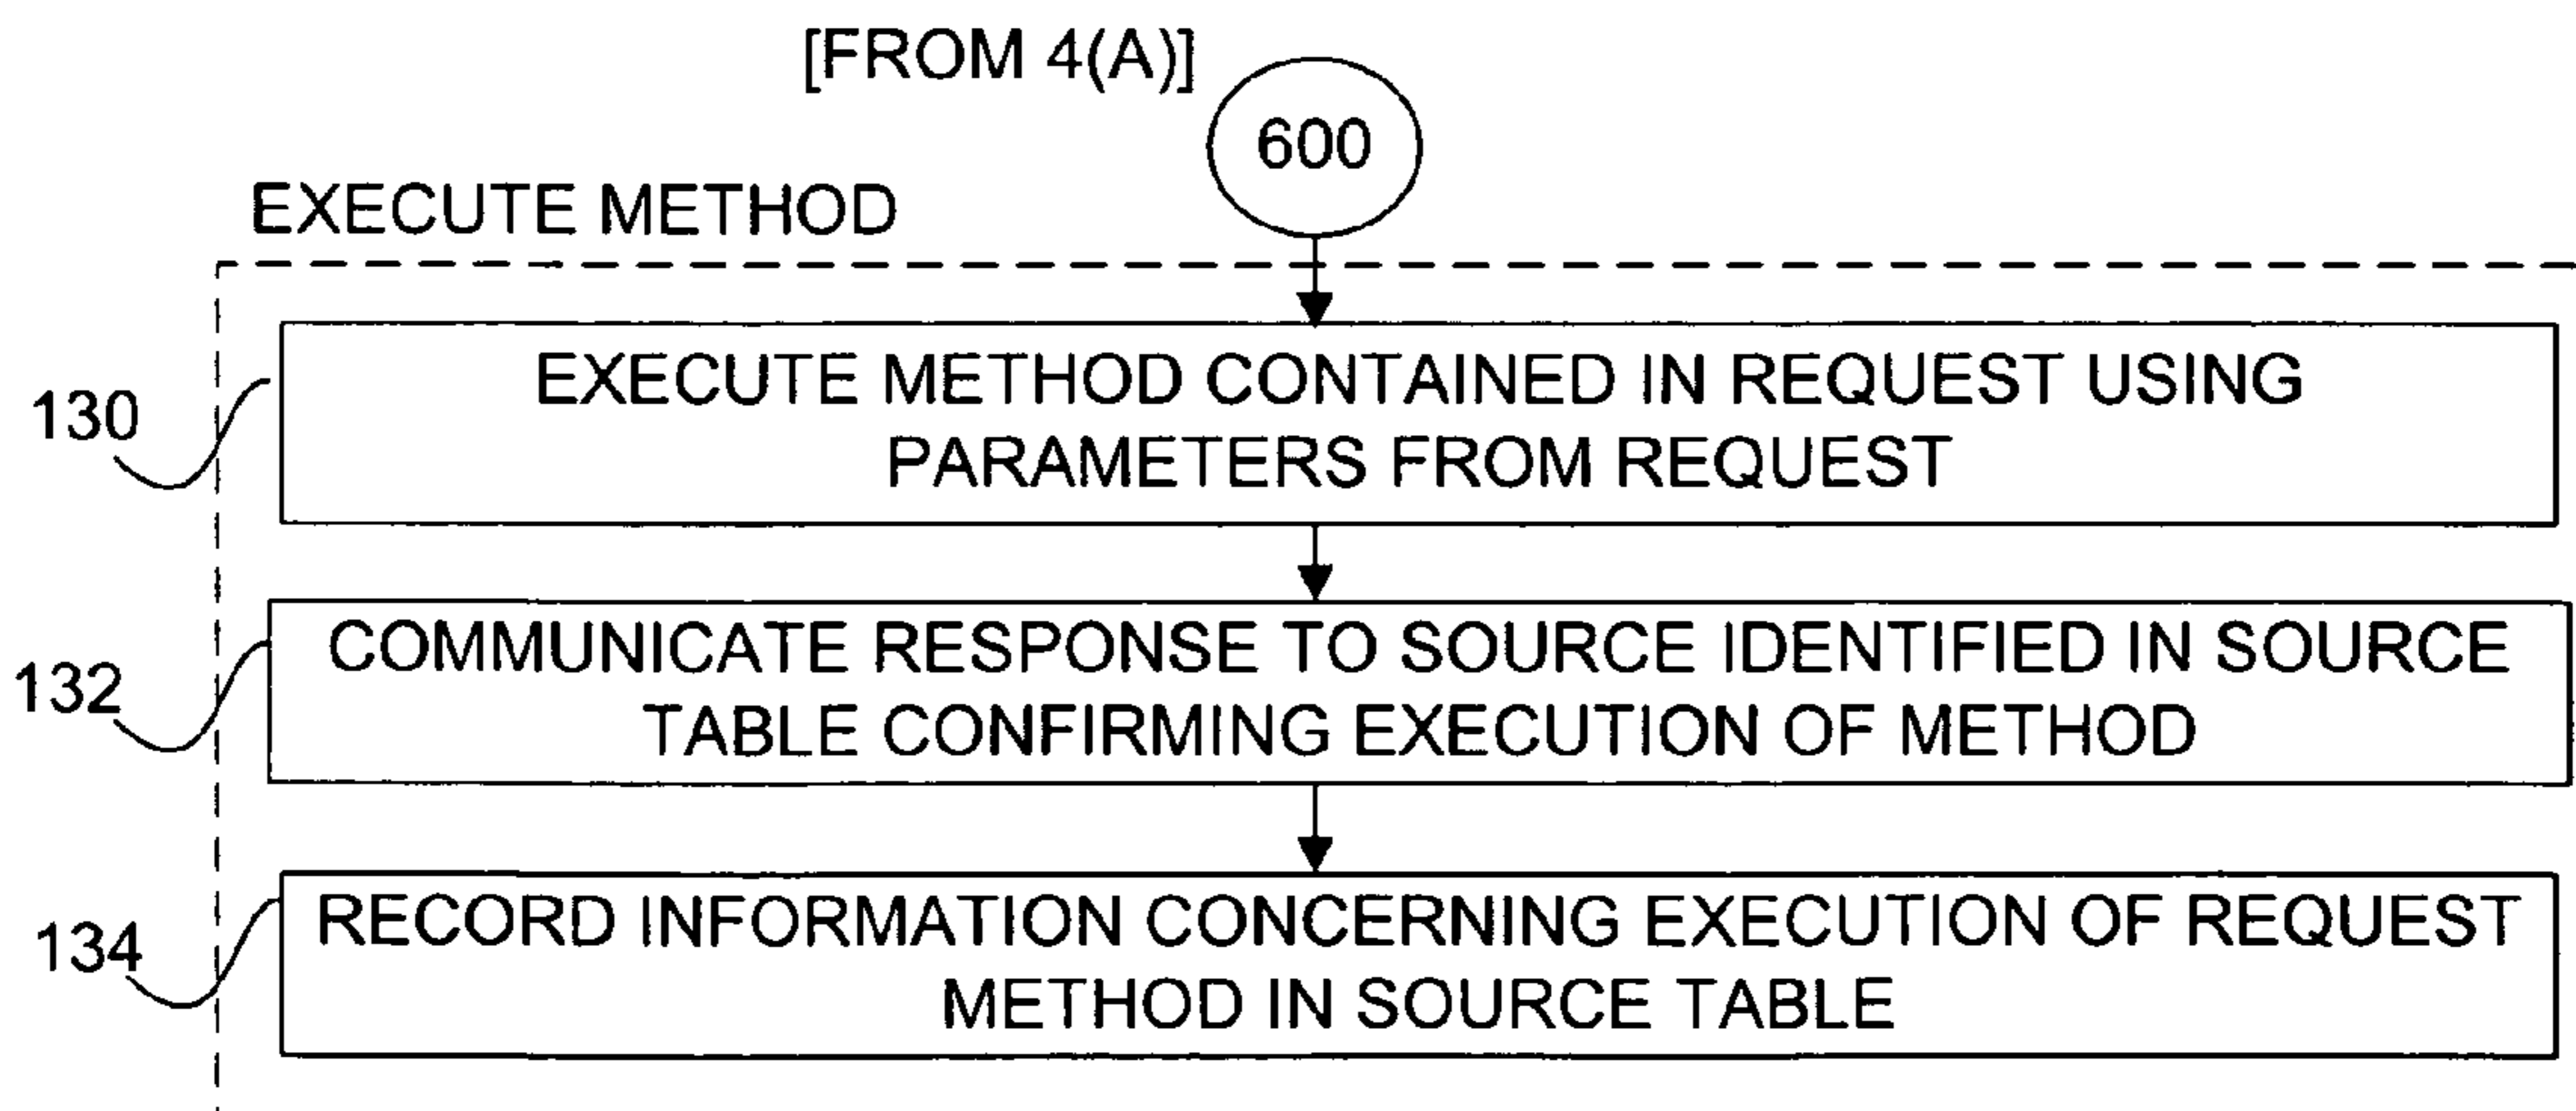 [FROM 4(A)]
600
EXECUTE METHOD
130
EXECUTE METHOD CONTAINED IN REQUEST USING
PARAMETERS FROM REQUEST
132
COMMUNICATE RESPONSE TO SOURCE IDENTIFIED IN SOURCE
TABLE CONFIRMING EXECUTION OF METHOD
134
RECORD INFORMATION CONCERNING EXECUTION OF REQUEST
METHOD IN SOURCE TABLE